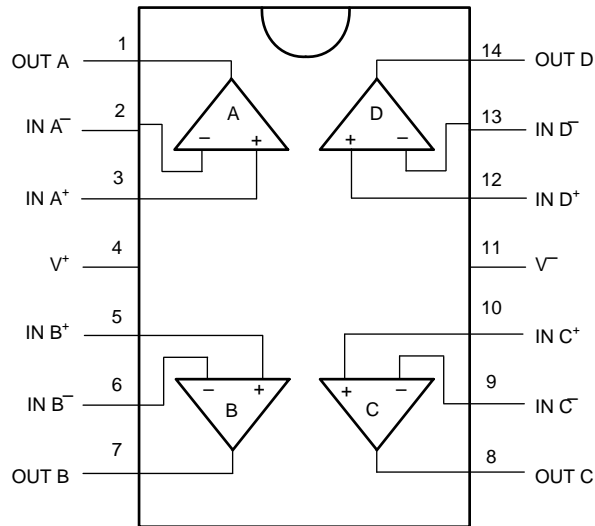 1 14
OUT A OUT D
2 A D 13
IN A− − + + − IN D−
3 12
IN A+ IN D+
4 11
V+ V−
5 10
IN B+ IN C+
6 − + + − 9
IN B− B C IN C−
7 8
OUT B OUT C